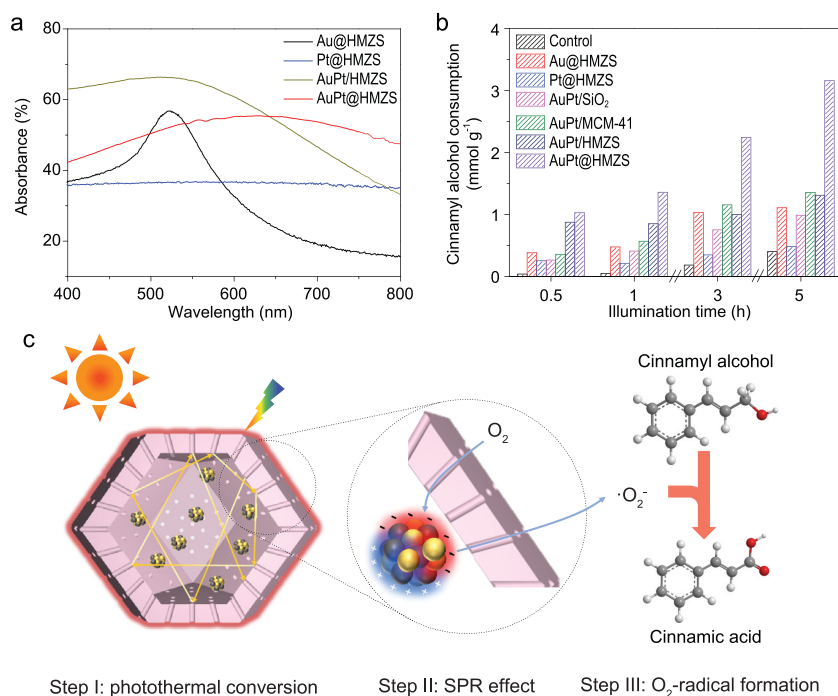 a
Absorbance (%)
80
60
40
20
400
500
600
700
800
Wavelength (nm)
Au@HMZS
Pt@HMZS
AuPt/HMZS
AuPt@HMZS
b
Cinnamyl alcohol consumption
(mmol g⁻¹)
4
3
2
1
0
0.5
1
3
5
Illumination time (h)
Control
Au@HMZS
Pt@HMZS
AuPt/SiO₂
AuPt/MCM-41
AuPt/HMZS
AuPt@HMZS
c
O₂
Cinnamyl alcohol
·O₂⁻
Cinnamic acid
Step I: photothermal conversion
Step II: SPR effect
Step III: O₂-radical formation